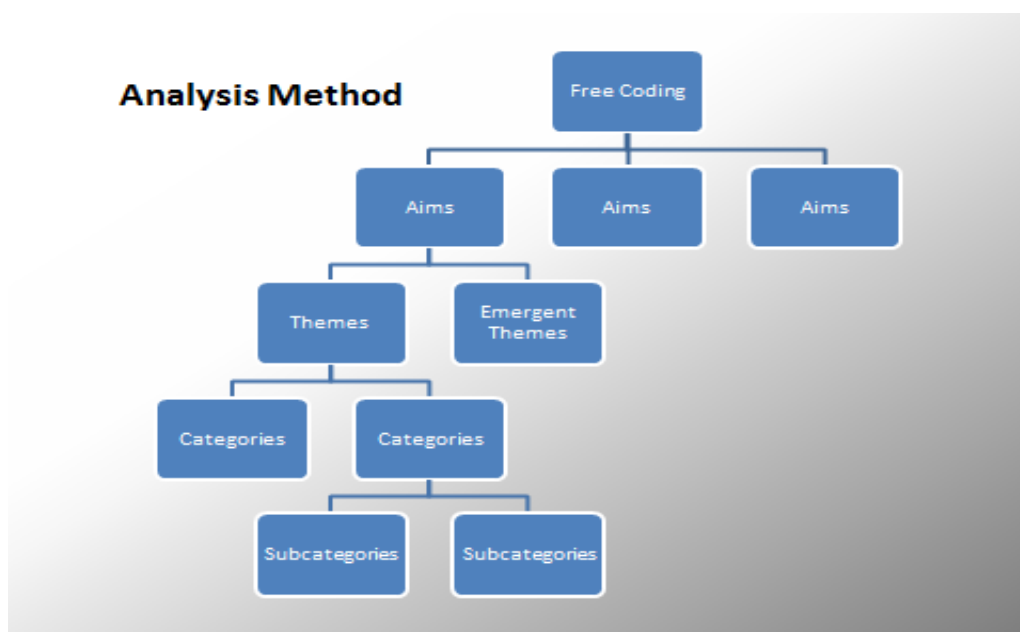 Analysis Method
Free Coding
Aims
Aims
Aims
Themes
Emergent
Themes
Categories
Categories
Subcategories
Subcategories